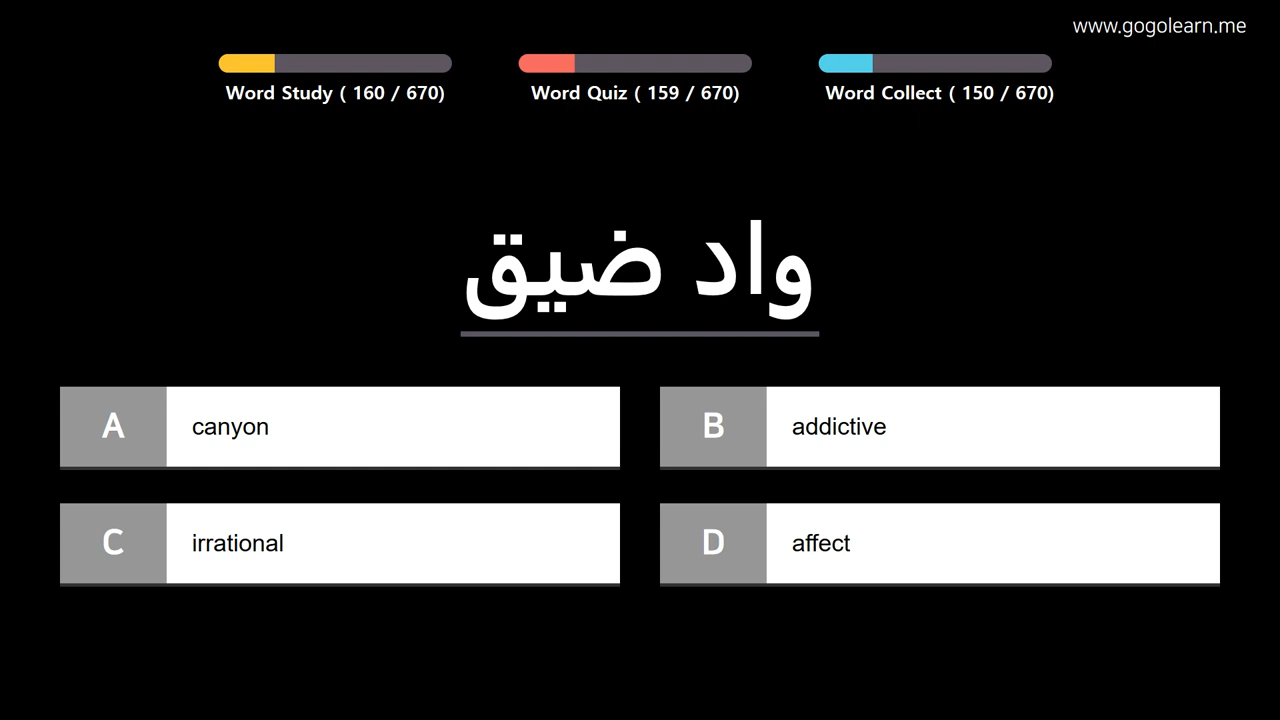 www.gogolearn.me
Word Study ( 160 / 670)
Word Quiz ( 159 / 670)
Word Collect ( 150 / 670)
واد ضيق
A canyon
B addictive
C irrational
D affect